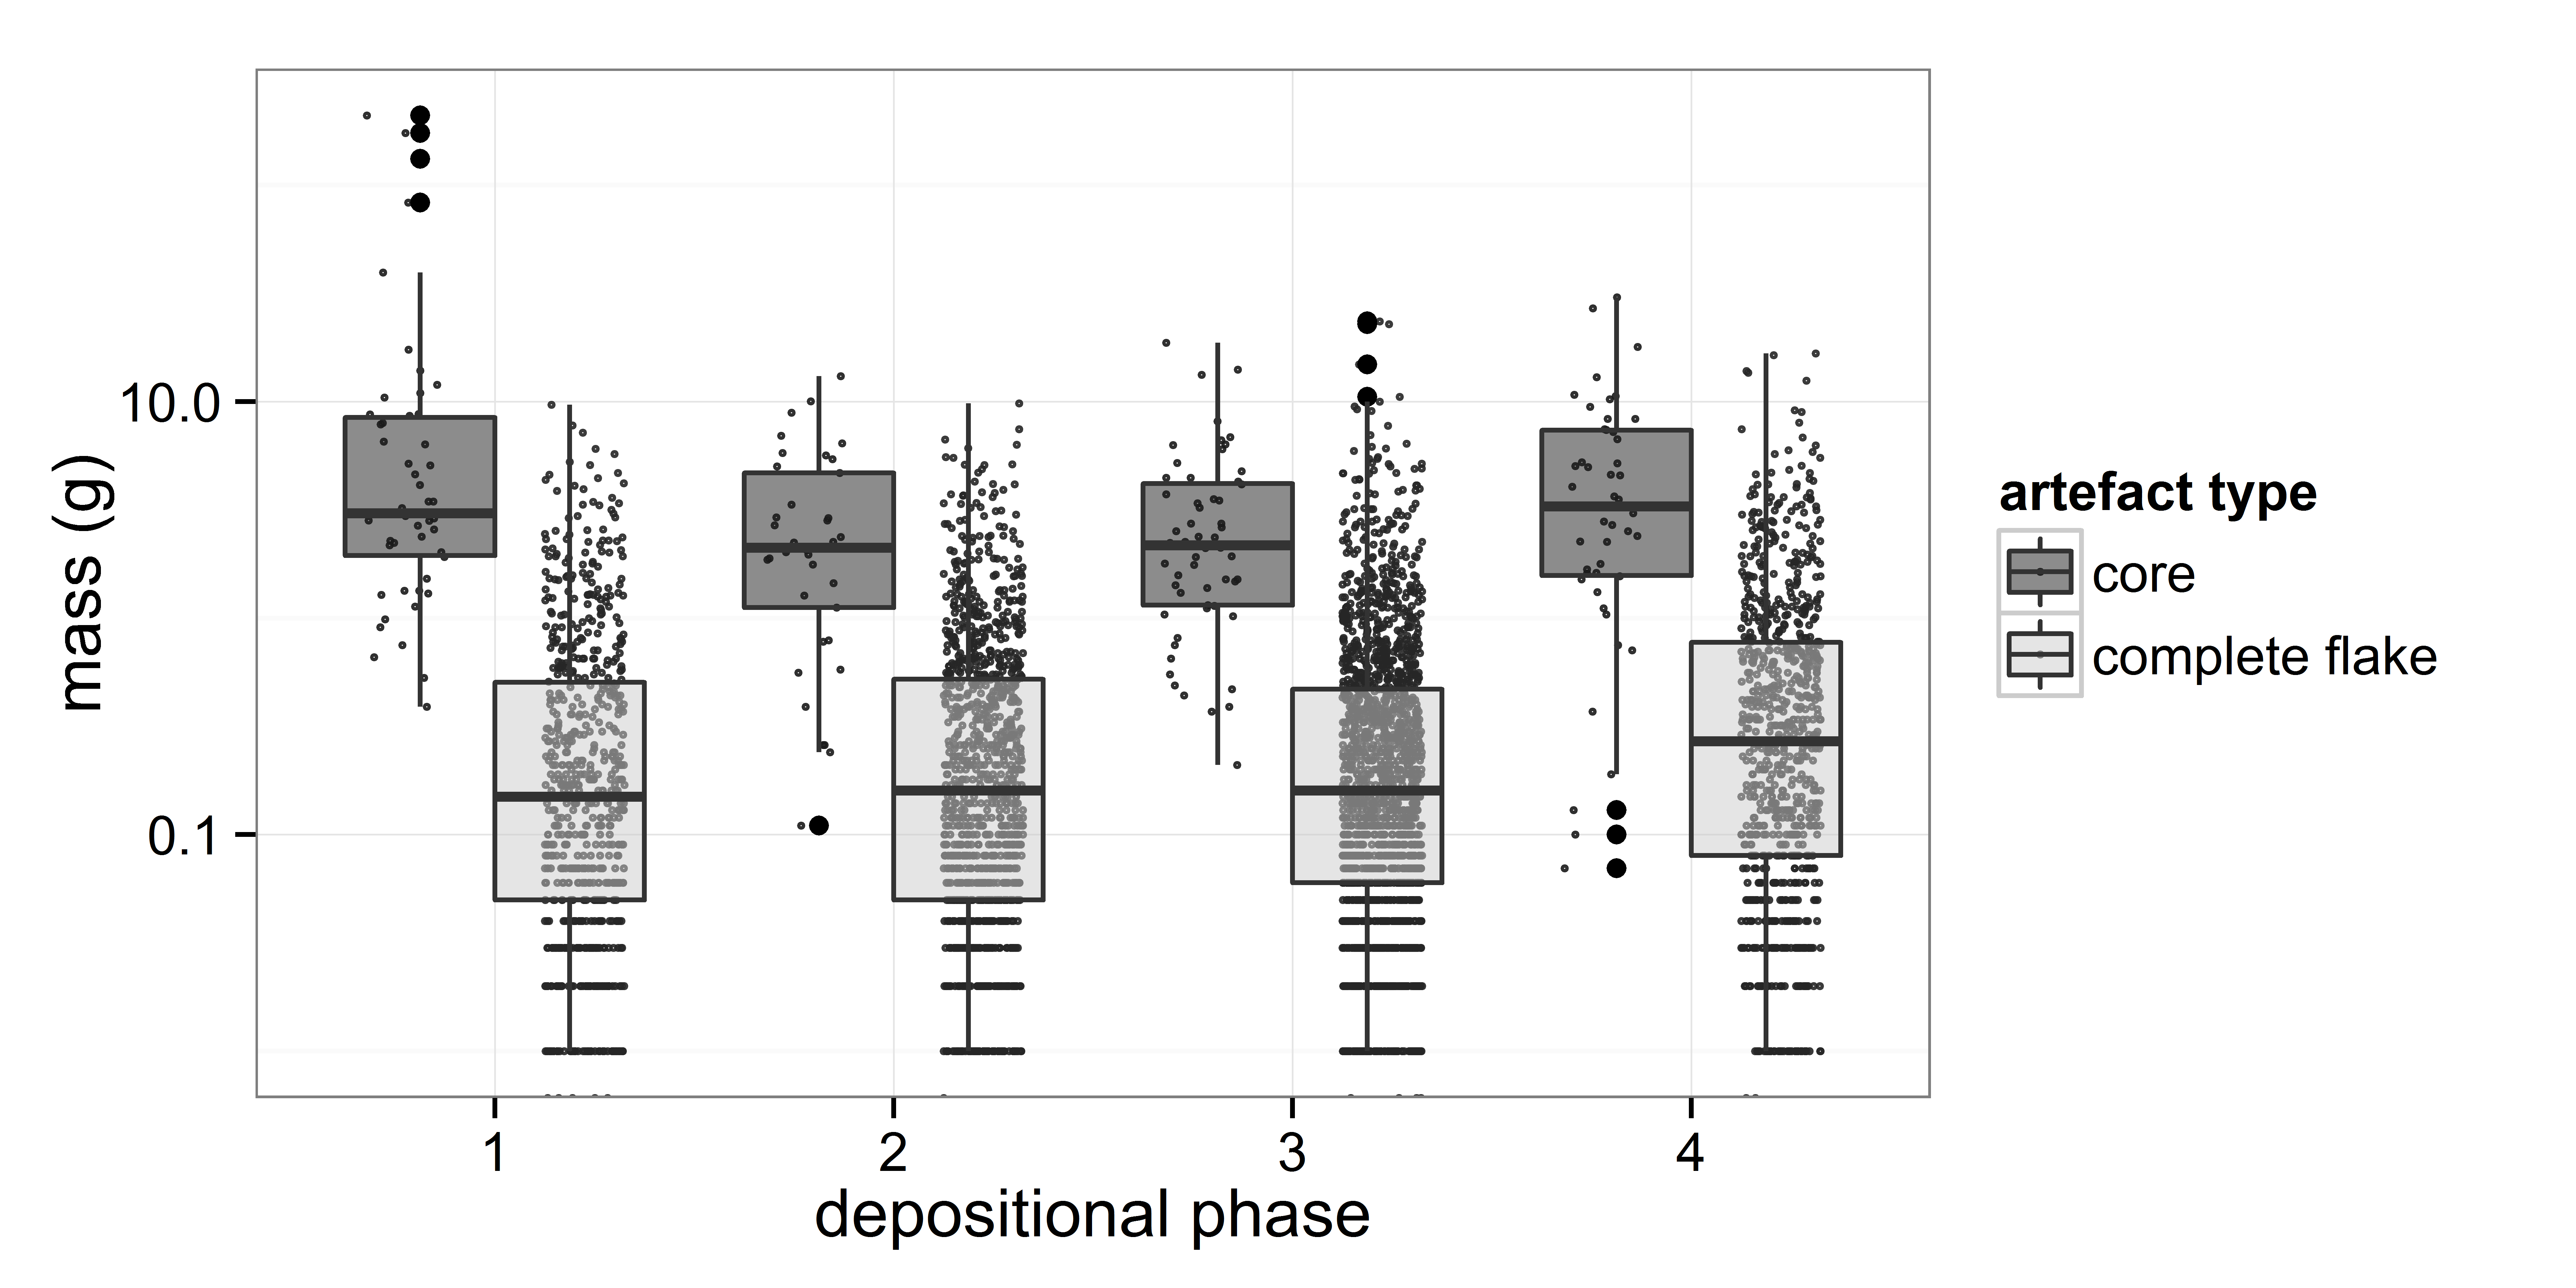 mass (g)
10.0
0.1
1 2 3 4
depositional phase
artefact type
core
complete flake